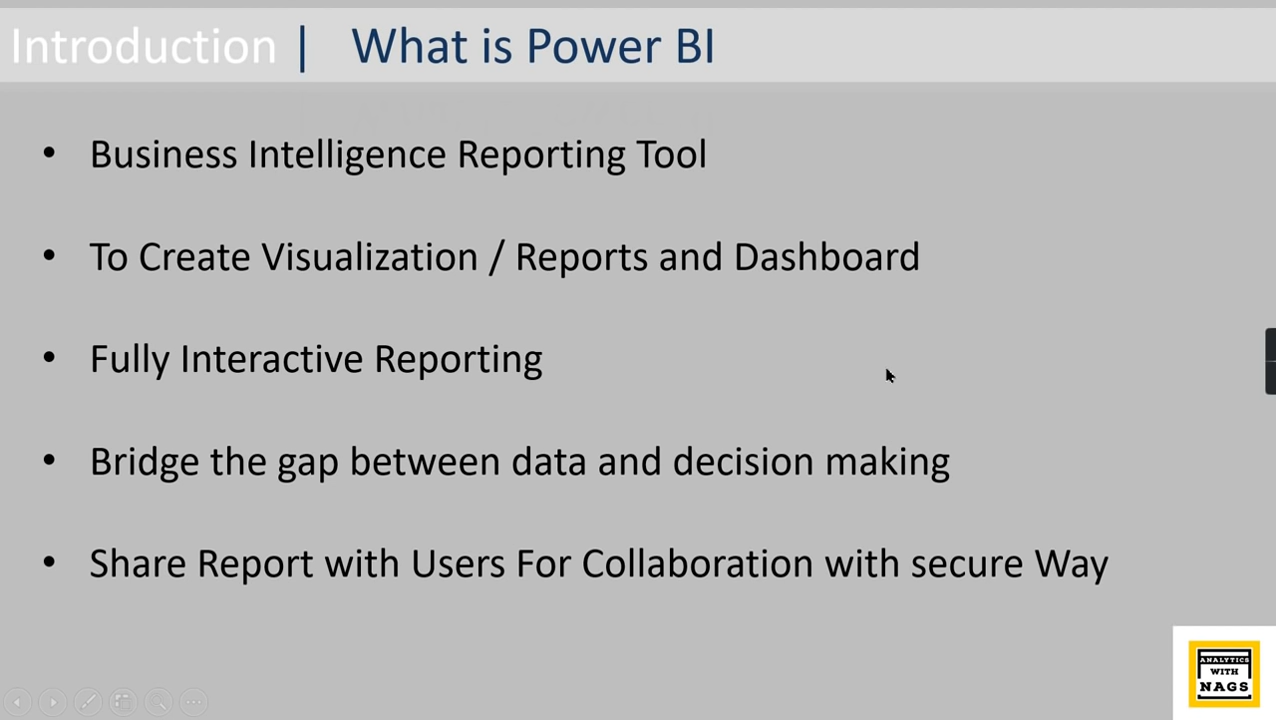 Introduction | What is Power BI
• Business Intelligence Reporting Tool
• To Create Visualization / Reports and Dashboard
• Fully Interactive Reporting
• Bridge the gap between data and decision making
• Share Report with Users For Collaboration with secure Way
ANALYTICS
WITH
NAGS